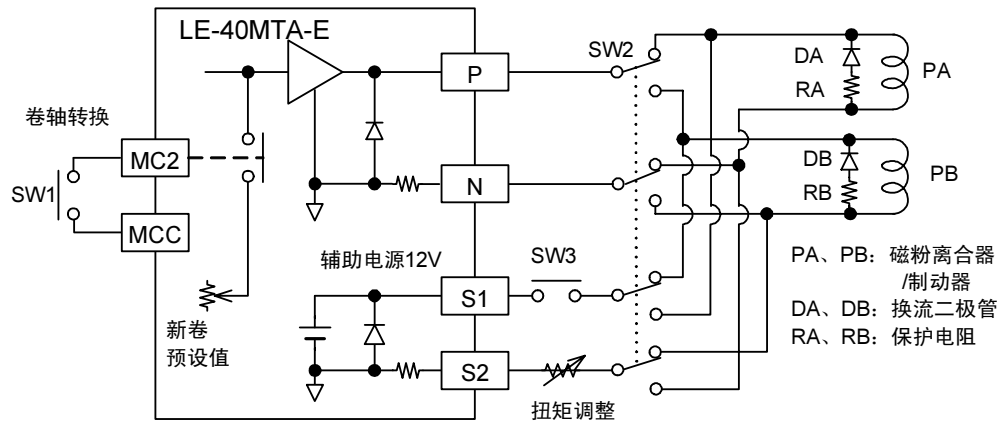 LE-40MTA-E
卷轴转换
MC2
SW1
MCC
新卷
预设值
P
N
辅助电源12V
S1
S2
SW2
SW3
扭矩调整
DA
RA
PA
DB
RB
PB
PA、PB：磁粉离合器
/制动器
DA、DB：换流二极管
RA、RB：保护电阻